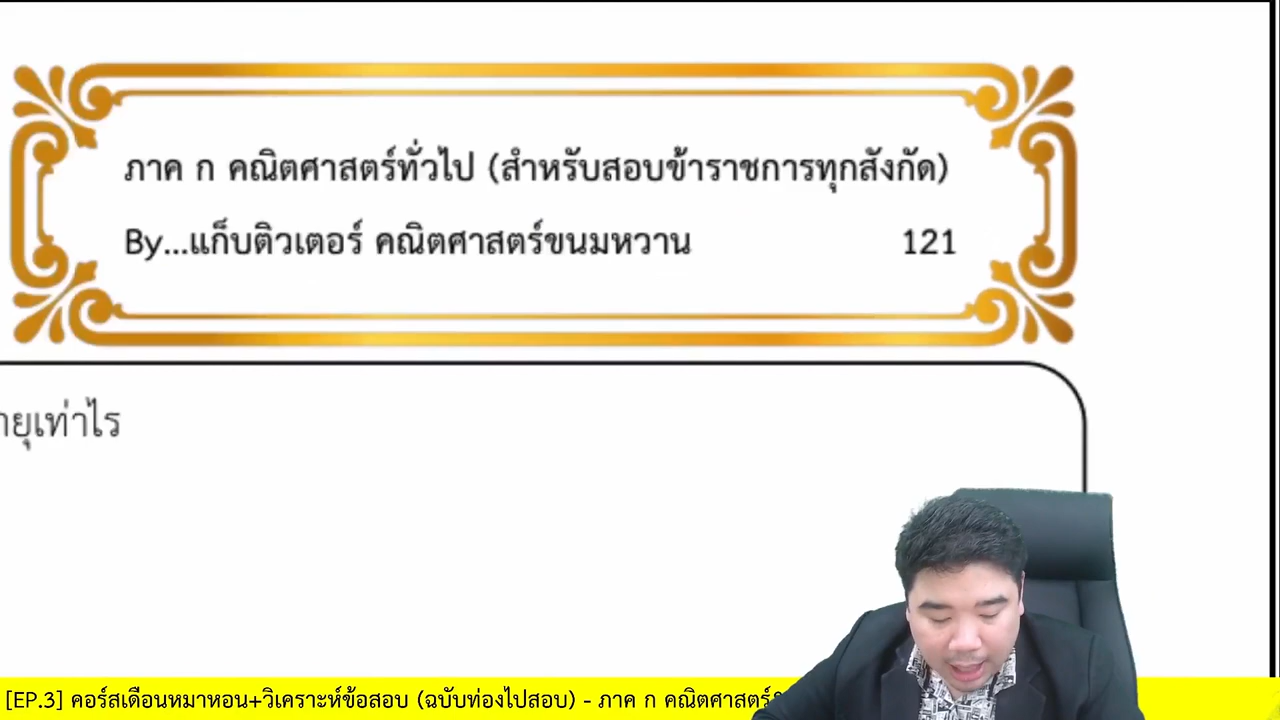 ภาค ก คณิตศาสตร์ทั่วไป (สำหรับสอบข้าราชการทุกสังกัด)
By...แก็บติวเตอร์ คณิตศาสตร์ขนมหวาน 121
ายุเท่าไร
[EP.3] คอร์สเดือนหมาหอน+วิเคราะห์ข้อสอบ (ฉบับท่องไปสอบ) - ภาค ก คณิตศาสตร์